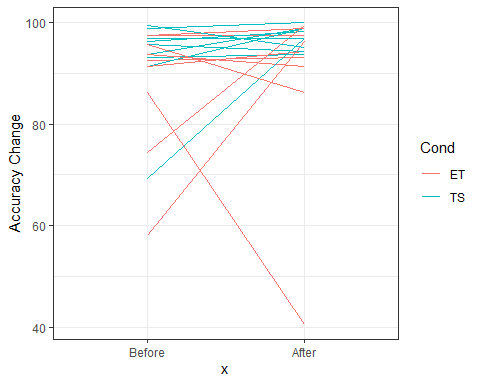 100
80
60
40
Accuracy Change
Before
After
x
Cond
ET
TS